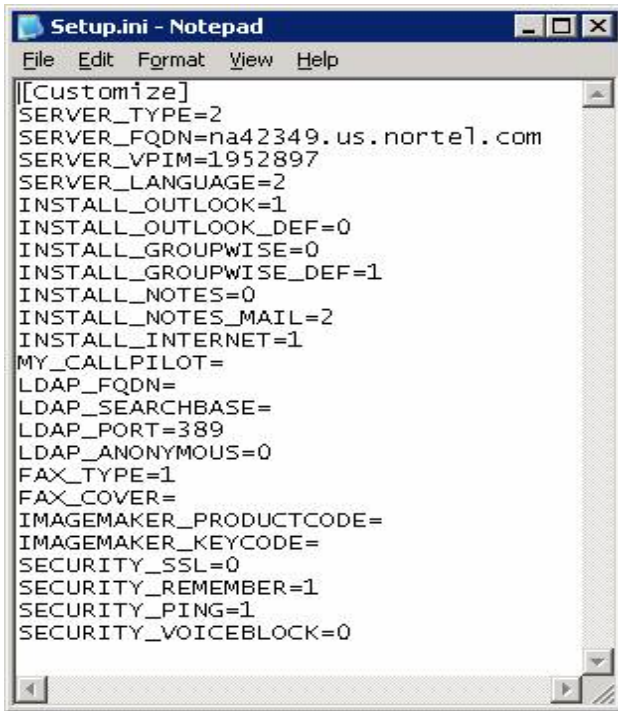 Setup.ini - Notepad
File Edit Format View Help
[Customize]
SERVER_TYPE=2
SERVER_FQDN=na42349.us.nortel.com
SERVER_VPIM=1952897
SERVER_LANGUAGE=2
INSTALL_OUTLOOK=1
INSTALL_OUTLOOK_DEF=0
INSTALL_GROUPWISE=0
INSTALL_GROUPWISE_DEF=1
INSTALL_NOTES=0
INSTALL_NOTES_MAIL=2
INSTALL_INTERNET=1
MY_CALLPILOT=
LDAP_FQDN=
LDAP_SEARCHBASE=
LDAP_PORT=389
LDAP_ANONYMOUS=0
FAX_TYPE=1
FAX_COVER=
IMAGEMAKER_PRODUCTCODE=
IMAGEMAKER_KEYCODE=
SECURITY_SSL=0
SECURITY_REMEMBER=1
SECURITY_PING=1
SECURITY_VOICEBLOCK=0